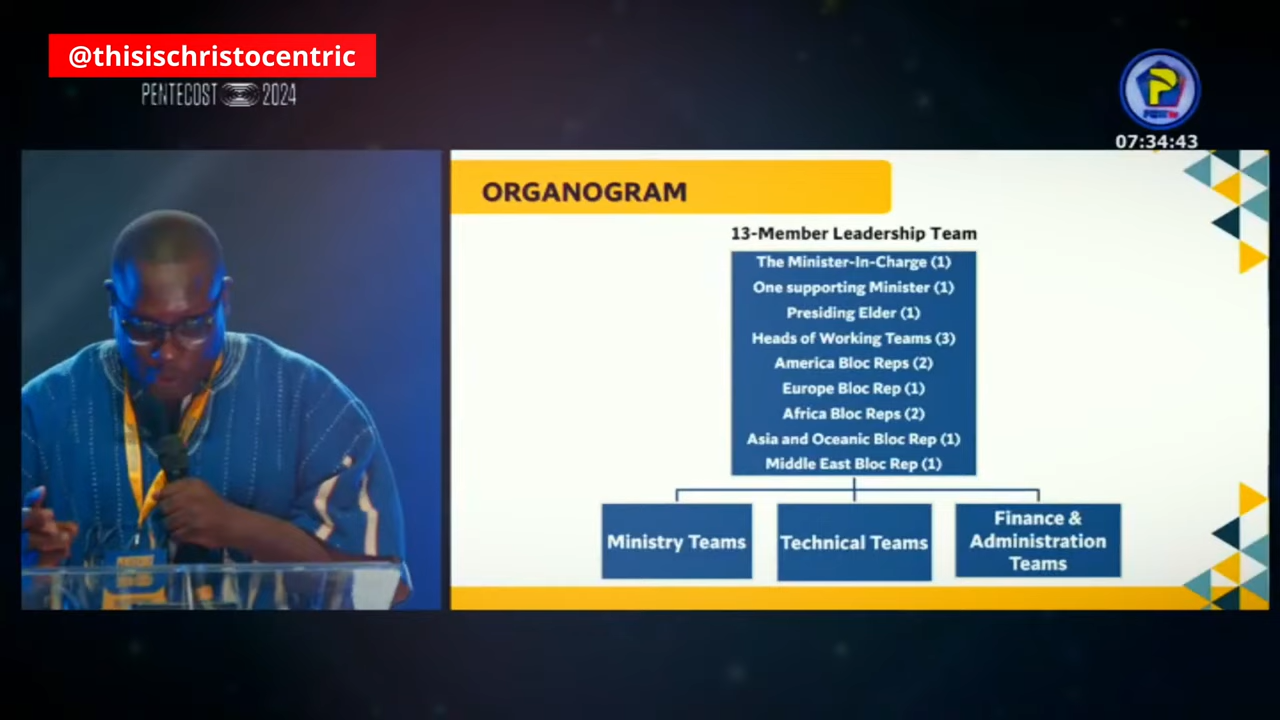 @thisischristocentric
PENTECOST 2024
P
07:34:43
ORGANOGRAM
13-Member Leadership Team
The Minister-In-Charge (1)
One supporting Minister (1)
Presiding Elder (1)
Heads of Working Teams (3)
America Bloc Reps (2)
Europe Bloc Rep (1)
Africa Bloc Reps (2)
Asia and Oceanic Bloc Rep (1)
Middle East Bloc Rep (1)
Ministry Teams
Technical Teams
Finance &
Administration
Teams